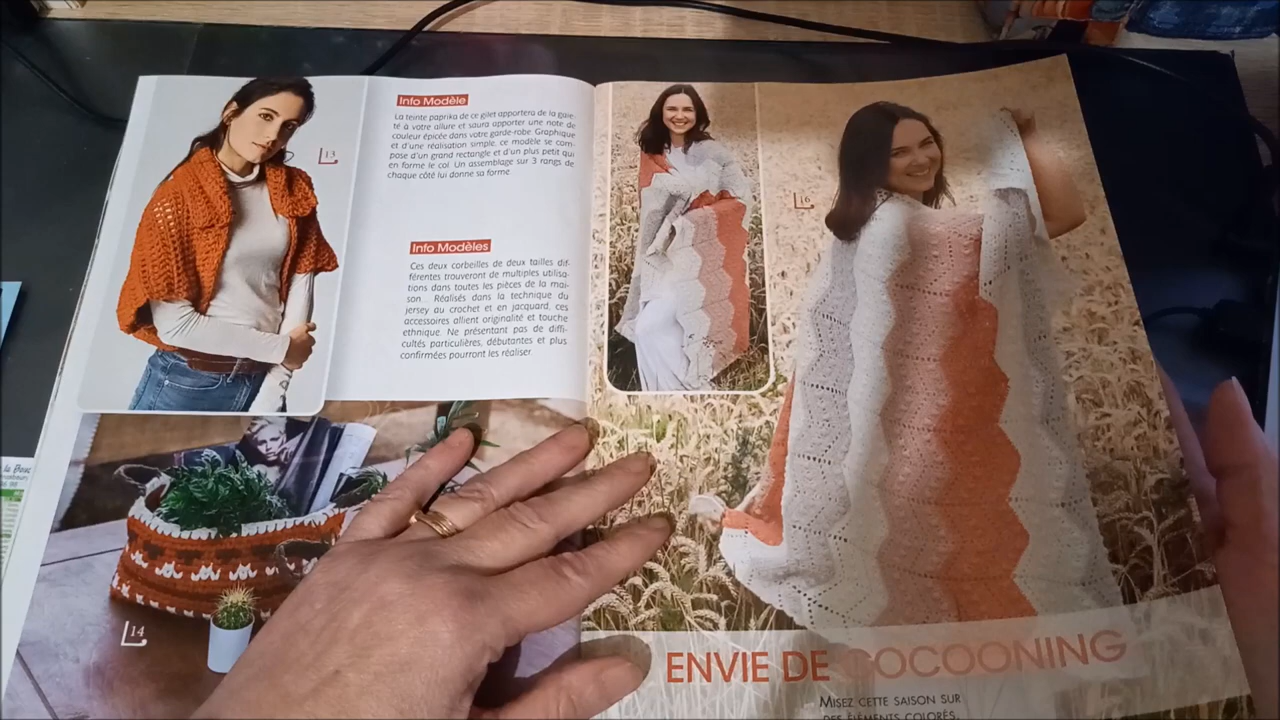 13
Info Modèle
La teinte paprika de ce gilet apportera de la gaie-
té à votre allure et saura apporter une note de
couleur épicée dans votre garde-robe. Graphique
et d'une réalisation simple, ce modèle se com-
pose d'un grand rectangle et d'un plus petit qui
en forme le col. Un assemblage sur 3 rangs de
chaque côté lui donne sa forme.
Info Modèles
Ces deux corbeilles de deux tailles dif-
férentes trouveront de multiples utilisa-
tions dans toutes les pièces de la mai-
son... Réalisés dans la technique du
jersey au crochet et en jacquard, ces
accessoires allient originalité et touche
ethnique. Ne présentant pas de diffi-
cultés particulières, débutantes et plus
confirmées pourront les réaliser.
14
16
ENVIE DE COCOONING
MISEZ CETTE SAISON SUR
DES ÉLÉMENTS COLORÉS,